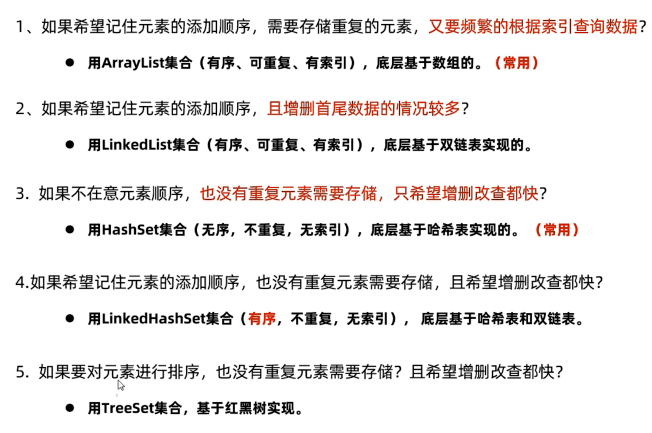 1、如果希望记住元素的添加顺序，需要存储重复的元素，又要频繁的根据索引查询数据？
● 用ArrayList集合（有序、可重复、有索引），底层基于数组的。（常用）
2、如果希望记住元素的添加顺序，且增删首尾数据的情况较多？
● 用LinkedList集合（有序、可重复、有索引），底层基于双链表实现的。
3. 如果不在意元素顺序，也没有重复元素需要存储，只希望增删改查都快？
● 用HashSet集合（无序，不重复，无索引），底层基于哈希表实现的。（常用）
4.如果希望记住元素的添加顺序，也没有重复元素需要存储，且希望增删改查都快？
● 用LinkedHashSet集合（有序，不重复，无索引）， 底层基于哈希表和双链表。
5. 如果要对元素进行排序，也没有重复元素需要存储？且希望增删改查都快？
● 用TreeSet集合，基于红黑树实现。